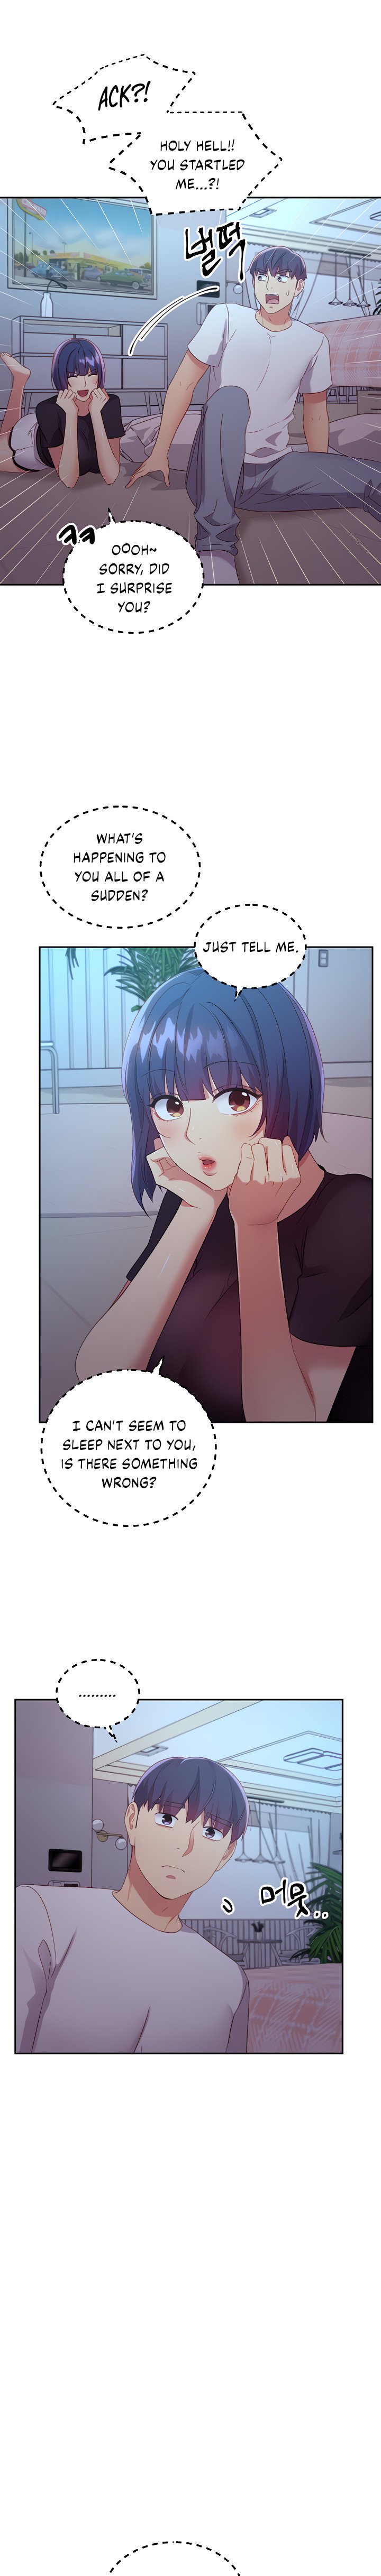 ACK?!
HOLY HELL!!
YOU STARTLED
ME...?!
벌떡
ㅋㅋ
OOOH~
SORRY, DID
I SURPRISE
YOU?
WHAT'S
HAPPENING TO
YOU ALL OF A
SUDDEN?
JUST TELL ME.
I CAN'T SEEM TO
SLEEP NEXT TO YOU,
IS THERE SOMETHING
WRONG?
.........
머뭇..